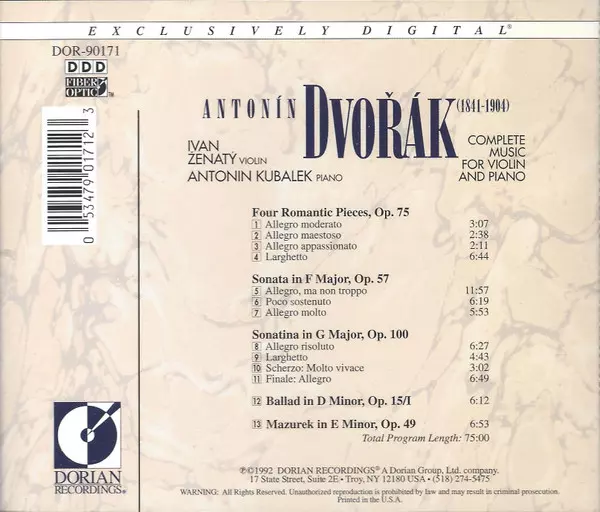 EXCLUSIVELY DIGITAL®
DOR-90171
DDD
FIBER
OPTIC 3™
0 53479 01712 3
ANTONÍN DVOŘÁK (1841-1904)
IVAN
ŽENATÝ VIOLIN
ANTONIN KUBALEK PIANO
COMPLETE
MUSIC
FOR VIOLIN
AND PIANO
Four Romantic Pieces, Op. 75
1 Allegro moderato 3:07
2 Allegro maestoso 2:38
3 Allegro appassionato 2:11
4 Larghetto 6:44
Sonata in F Major, Op. 57
5 Allegro, ma non troppo 11:57
6 Poco sostenuto 6:19
7 Allegro molto 5:53
Sonatina in G Major, Op. 100
8 Allegro risoluto 6:27
9 Larghetto 4:43
10 Scherzo: Molto vivace 3:02
11 Finale: Allegro 6:49
12 Ballad in D Minor, Op. 15/I 6:12
13 Mazurek in E Minor, Op. 49 6:53
Total Program Length: 75:00
DORIAN
RECORDINGS®
℗©1992 DORIAN RECORDINGS® A Dorian Group, Ltd. company.
17 State Street, Suite 2E • Troy, NY 12180 USA • (518) 274-5475
WARNING: All Rights Reserved. Unauthorized reproduction is prohibited by law and may result in criminal prosecution.
Printed in the U.S.A.